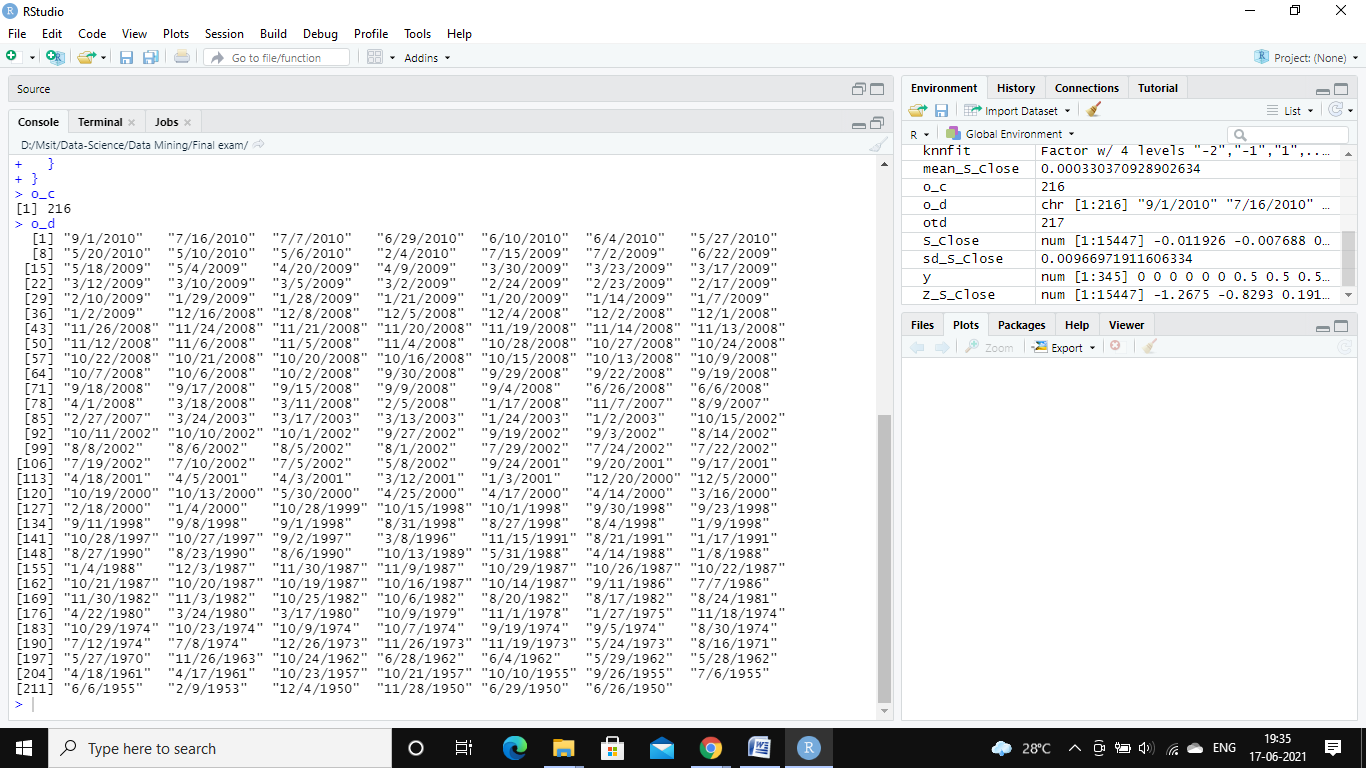 RStudio
File Edit Code View Plots Session Build Debug Profile Tools Help
Go to file/function Addins Project: (None)
Source
Console Terminal Jobs
D:/Msit/Data-Science/Data Mining/Final exam/
+ }
+ }
> o_c
[1] 216
> o_d
[1] "9/1/2010" "7/16/2010" "7/7/2010" "6/29/2010" "6/10/2010" "6/4/2010" "5/27/2010"
[8] "5/20/2010" "5/10/2010" "5/6/2010" "2/4/2010" "7/15/2009" "7/2/2009" "6/22/2009"
[15] "5/18/2009" "5/4/2009" "4/20/2009" "4/9/2009" "3/30/2009" "3/23/2009" "3/17/2009"
[22] "3/12/2009" "3/10/2009" "3/5/2009" "3/2/2009" "2/24/2009" "2/23/2009" "2/17/2009"
[29] "2/10/2009" "1/29/2009" "1/28/2009" "1/21/2009" "1/20/2009" "1/14/2009" "1/7/2009"
[36] "1/2/2009" "12/16/2008" "12/8/2008" "12/5/2008" "12/4/2008" "12/2/2008" "12/1/2008"
[43] "11/26/2008" "11/24/2008" "11/21/2008" "11/20/2008" "11/19/2008" "11/14/2008" "11/13/2008"
[50] "11/12/2008" "11/6/2008" "11/5/2008" "11/4/2008" "10/28/2008" "10/27/2008" "10/24/2008"
[57] "10/22/2008" "10/21/2008" "10/20/2008" "10/16/2008" "10/15/2008" "10/13/2008" "10/9/2008"
[64] "10/7/2008" "10/6/2008" "10/2/2008" "9/30/2008" "9/29/2008" "9/22/2008" "9/19/2008"
[71] "9/18/2008" "9/17/2008" "9/15/2008" "9/9/2008" "9/4/2008" "6/26/2008" "6/6/2008"
[78] "4/1/2008" "3/18/2008" "3/11/2008" "2/5/2008" "1/17/2008" "11/7/2007" "8/9/2007"
[85] "2/27/2007" "3/24/2003" "3/17/2003" "3/13/2003" "1/24/2003" "1/2/2003" "10/15/2002"
[92] "10/11/2002" "10/10/2002" "10/1/2002" "9/27/2002" "9/19/2002" "9/3/2002" "8/14/2002"
[99] "8/8/2002" "8/6/2002" "8/5/2002" "8/1/2002" "7/29/2002" "7/24/2002" "7/22/2002"
[106] "7/19/2002" "7/10/2002" "7/5/2002" "5/8/2002" "9/24/2001" "9/20/2001" "9/17/2001"
[113] "4/18/2001" "4/5/2001" "4/3/2001" "3/12/2001" "1/3/2001" "12/20/2000" "12/5/2000"
[120] "10/19/2000" "10/13/2000" "5/30/2000" "4/25/2000" "4/17/2000" "4/14/2000" "3/16/2000"
[127] "2/18/2000" "1/4/2000" "10/28/1999" "10/15/1998" "10/1/1998" "9/30/1998" "9/23/1998"
[134] "9/11/1998" "9/8/1998" "9/1/1998" "8/31/1998" "8/27/1998" "8/4/1998" "1/9/1998"
[141] "10/28/1997" "10/27/1997" "9/2/1997" "3/8/1996" "11/15/1991" "8/21/1991" "1/17/1991"
[148] "8/27/1990" "8/23/1990" "8/6/1990" "10/13/1989" "5/31/1988" "4/14/1988" "1/8/1988"
[155] "1/4/1988" "12/3/1987" "11/30/1987" "11/9/1987" "10/29/1987" "10/26/1987" "10/22/1987"
[162] "10/21/1987" "10/20/1987" "10/19/1987" "10/16/1987" "10/14/1987" "9/11/1986" "7/7/1986"
[169] "11/30/1982" "11/3/1982" "10/25/1982" "10/6/1982" "8/20/1982" "8/17/1982" "8/24/1981"
[176] "4/22/1980" "3/24/1980" "3/17/1980" "10/9/1979" "11/1/1978" "1/27/1975" "11/18/1974"
[183] "10/29/1974" "10/23/1974" "10/9/1974" "10/7/1974" "9/19/1974" "9/5/1974" "8/30/1974"
[190] "7/12/1974" "7/8/1974" "12/26/1973" "11/26/1973" "11/19/1973" "5/24/1973" "8/16/1971"
[197] "5/27/1970" "11/26/1963" "10/24/1962" "6/28/1962" "6/4/1962" "5/29/1962" "5/28/1962"
[204] "4/18/1961" "4/17/1961" "10/23/1957" "10/21/1957" "10/10/1955" "9/26/1955" "7/6/1955"
[211] "6/6/1955" "2/9/1953" "12/4/1950" "11/28/1950" "6/29/1950" "6/26/1950"
>
Environment History Connections Tutorial
Import Dataset List
R Global Environment
knnfit Factor w/ 4 levels "-2","-1","1",..…
mean_S_Close 0.000330370928902634
o_c 216
o_d chr [1:216] "9/1/2010" "7/16/2010" …
otd 217
S_Close num [1:15447] -0.011926 -0.007688 0…
sd_S_Close 0.00966971911606334
y num [1:345] 0 0 0 0 0 0 0.5 0.5 0.5…
Z_S_Close num [1:15447] -1.2675 -0.8293 0.191…
Files Plots Packages Help Viewer
Zoom Export
Type here to search
28°C ENG 19:35
17-06-2021